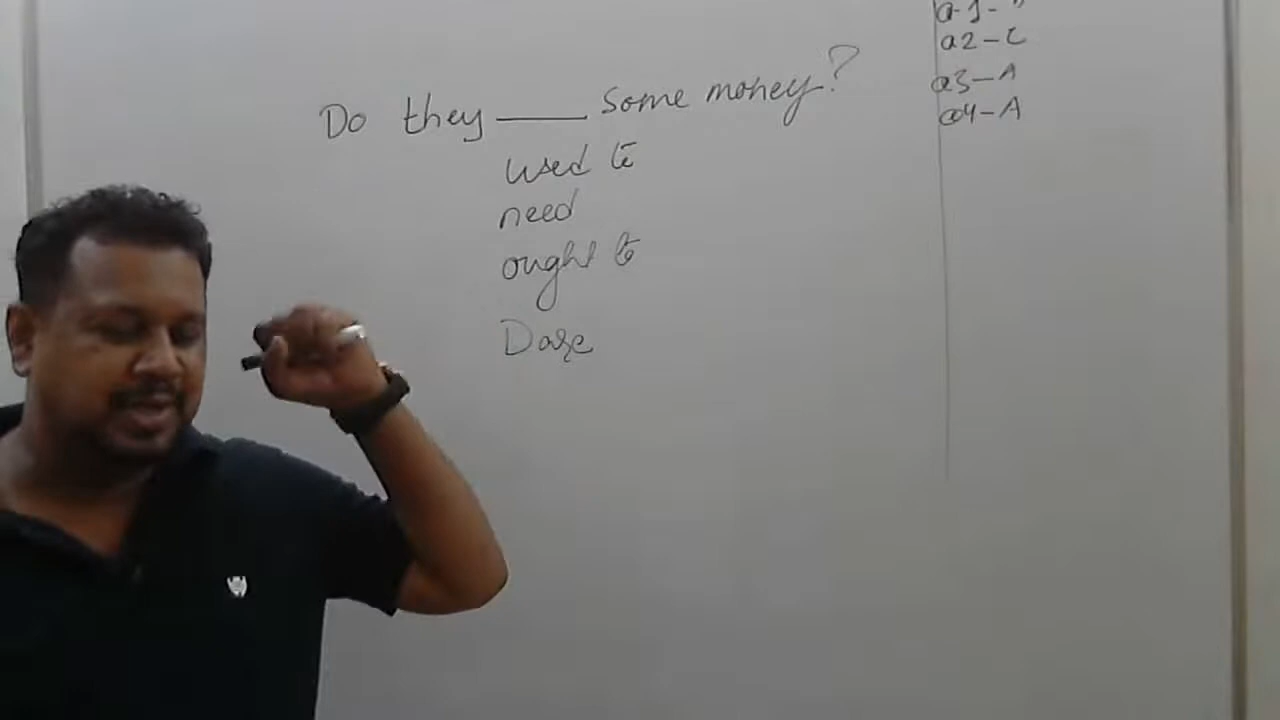 Do they ____ some money?
used to
need
ought to
Dare
a2-C
a3-A
a4-A